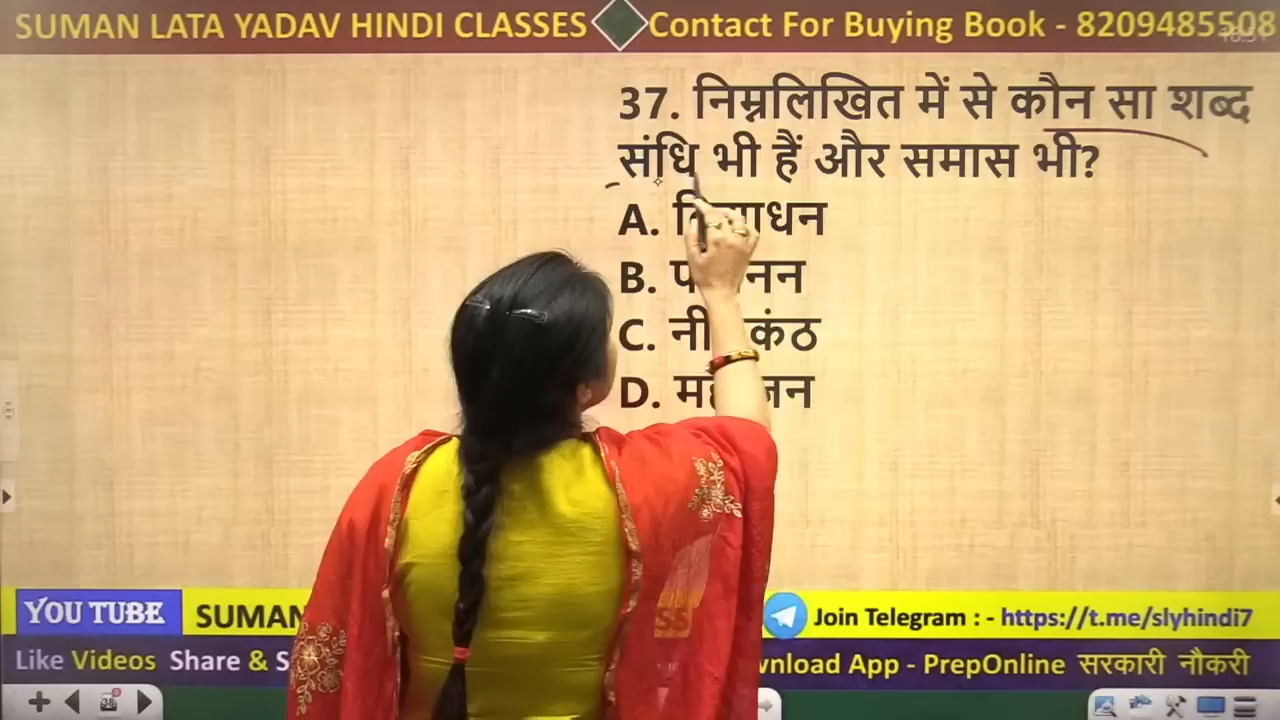 SUMAN LATA YADAV HINDI CLASSES Contact For Buying Book - 8209485508
37. निम्नलिखित में से कौन सा शब्द
संधि भी हैं और समास भी?
A.
B.
C.
D.
YOU TUBE SUMAN Join Telegram : - https://t.me/slyhindi7
Like Videos Share & App - PrepOnline सरकारी नौकरी
38